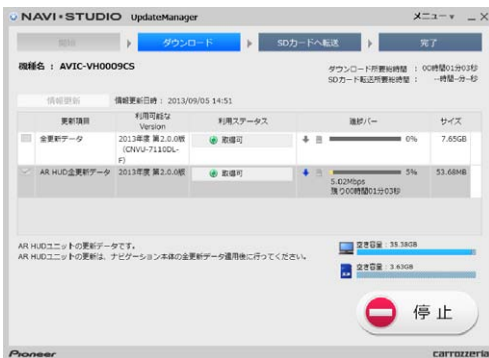 NAVI•STUDIO UpdateManager メニュー
開始 ダウンロード SDカードへ転送 完了
機種名 : AVIC-VH0009CS
ダウンロード所要総時間 : 00時間01分03秒
SDカード転送所要総時間 : --時間--分--秒
情報更新 情報更新日時 : 2013/09/05 14:51
更新項目 利用可能なVersion 利用ステータス 進捗バー サイズ
全更新データ 2013年度 第2.0.0版 取得可 0% 7.65GB
(CNVU-7110DL-
F)
AR HUD全更新データ 2013年度 第2.0.0版 取得可 5% 53.68MB
5.02Mbps
残り00時間01分03秒
AR HUDユニットの更新データです。
AR HUDユニットの更新は、ナビゲーション本体の全更新データ適用後に行ってください。
空き容量 : 35.38GB
空き容量 : 3.63GB
停止
Pioneer carrozzeria